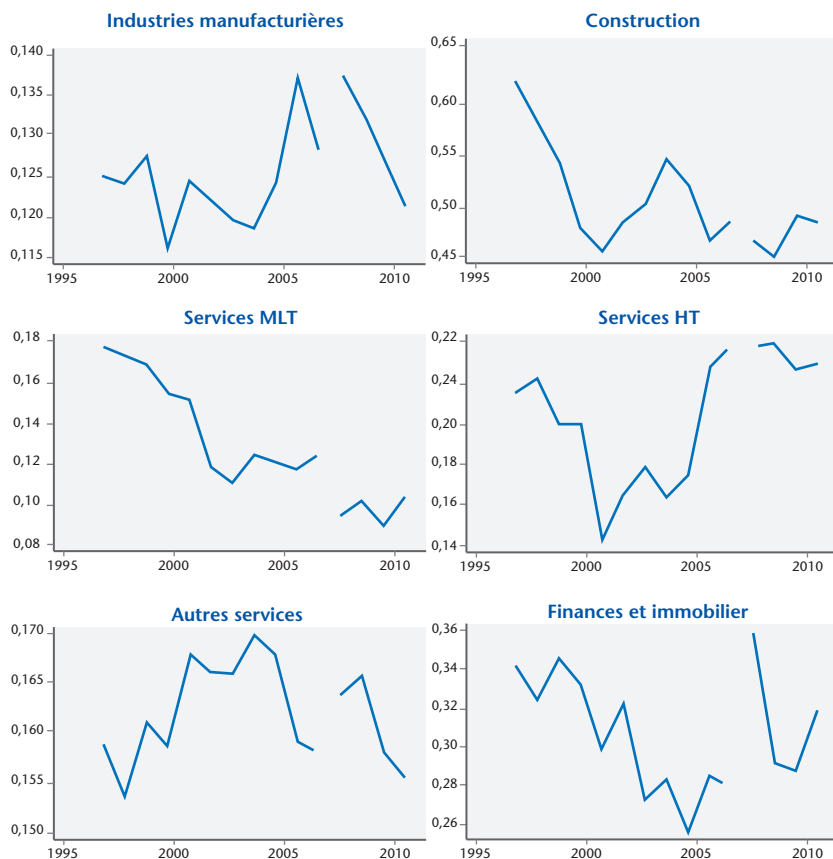 Industries manufacturières
0,140
0,135
0,130
0,125
0,120
0,115
1995 2000 2005 2010
Construction
0,65
0,60
0,55
0,50
0,45
1995 2000 2005 2010
Services MLT
0,18
0,16
0,14
0,12
0,10
0,08
1995 2000 2005 2010
Services HT
0,22
0,24
0,20
0,18
0,16
0,14
1995 2000 2005 2010
Autres services
0,170
0,165
0,160
0,155
0,150
1995 2000 2005 2010
Finances et immobilier
0,36
0,34
0,32
0,30
0,28
0,26
1995 2000 2005 2010